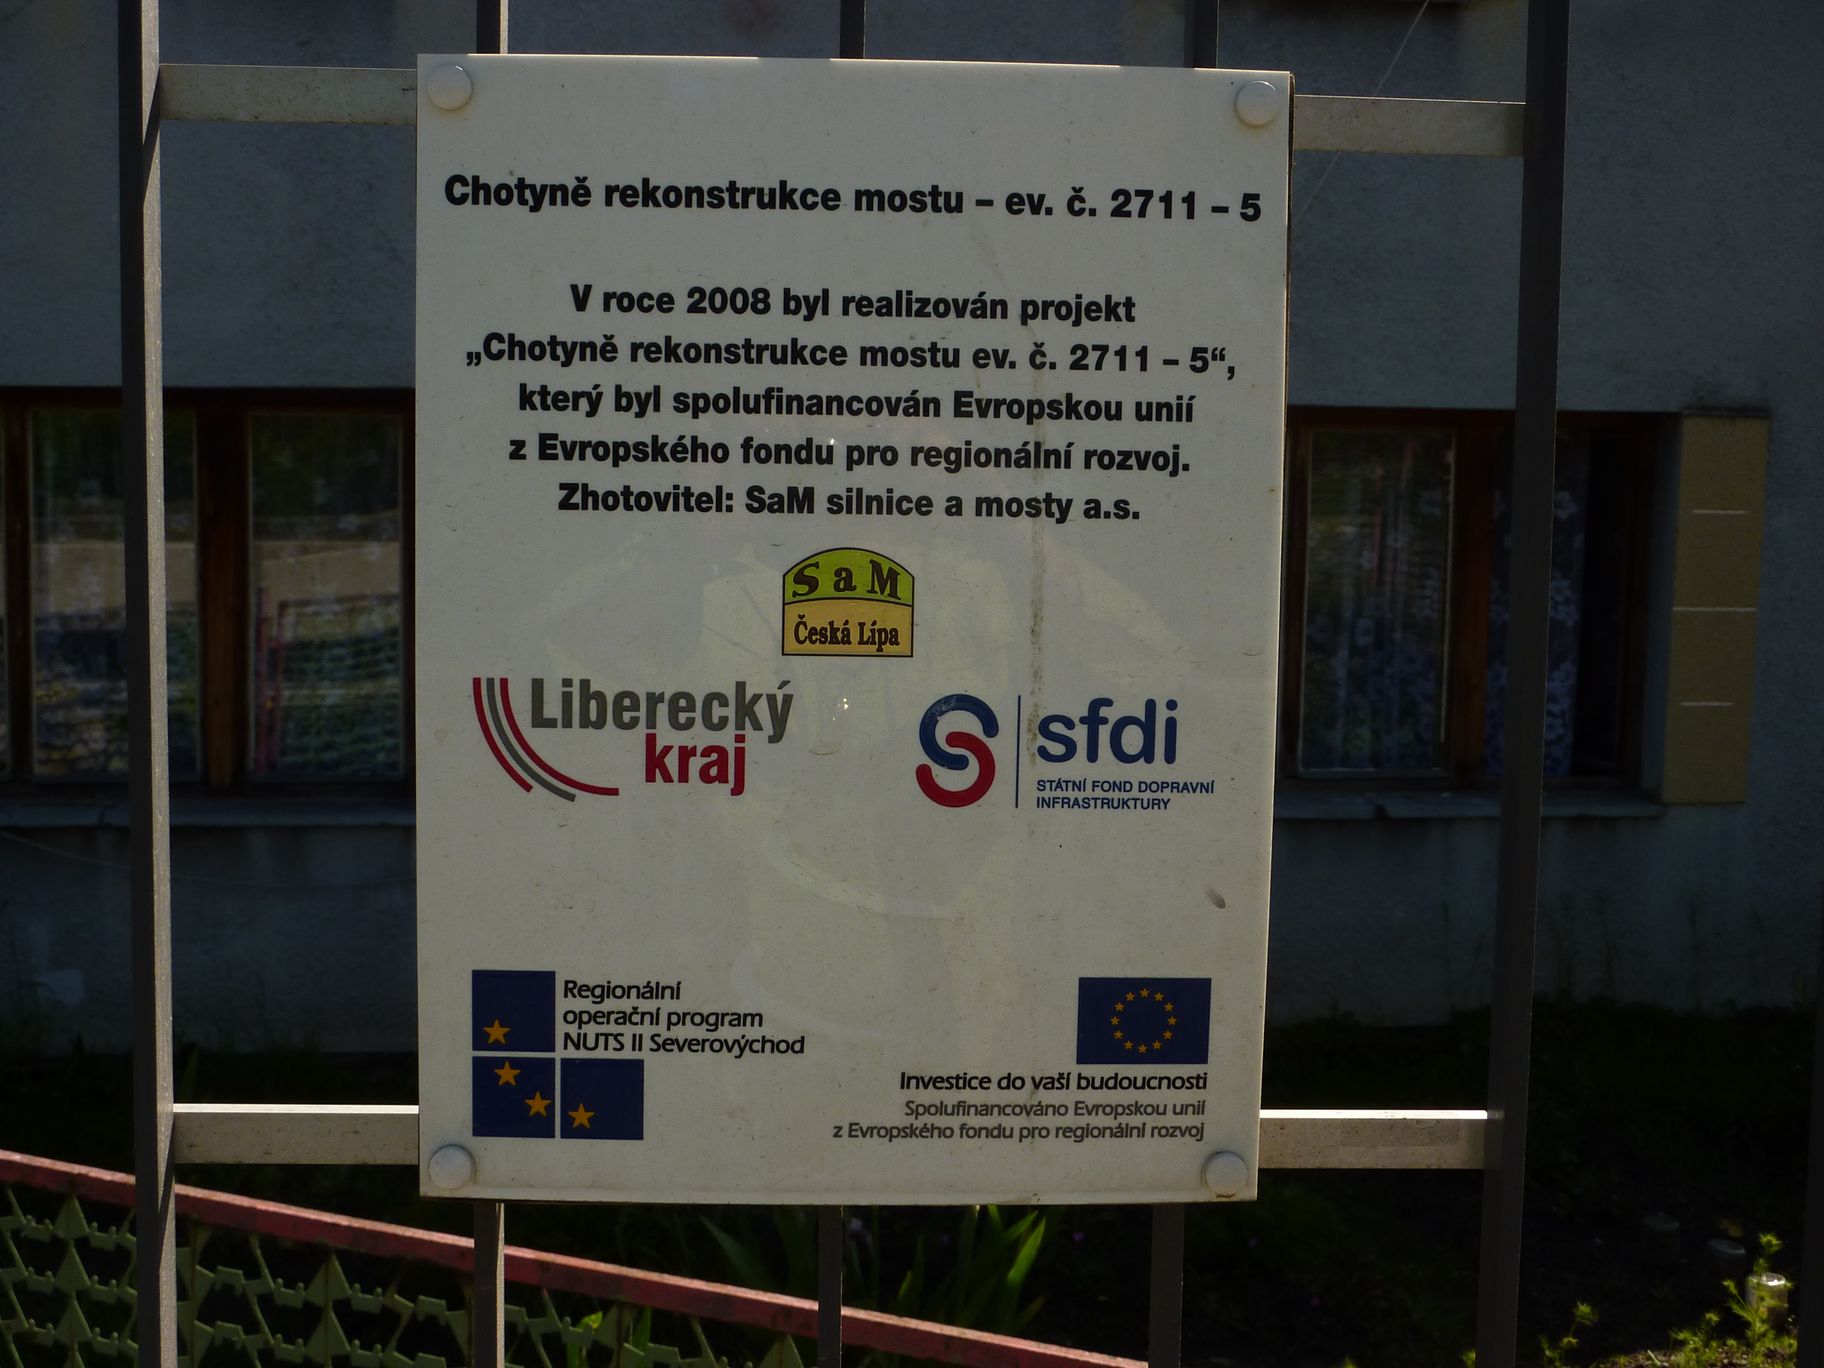 Chotyně rekonstrukce mostu – ev. č. 2711 – 5
V roce 2008 byl realizován projekt
„Chotyně rekonstrukce mostu ev. č. 2711 – 5“,
který byl spolufinancován Evropskou unií
z Evropského fondu pro regionální rozvoj.
Zhotovitel: SaM silnice a mosty a.s.
SaM
Česká Lípa
Liberecký
kraj
sfdi
STÁTNÍ FOND DOPRAVNÍ
INFRASTRUKTURY
Regionální
operační program
NUTS II Severovýchod
Investice do vaší budoucnosti
Spolufinancováno Evropskou unií
z Evropského fondu pro regionální rozvoj